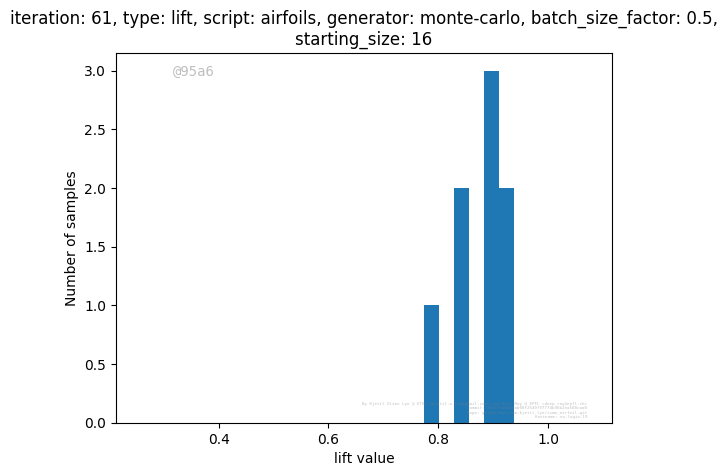 iteration: 61, type: lift, script: airfoils, generator: monte-carlo, batch_size_factor: 0.5,
starting_size: 16
@95a6
3.0
2.5
2.0
1.5
1.0
0.5
0.0
Number of samples
0.4 0.6 0.8 1.0
lift value